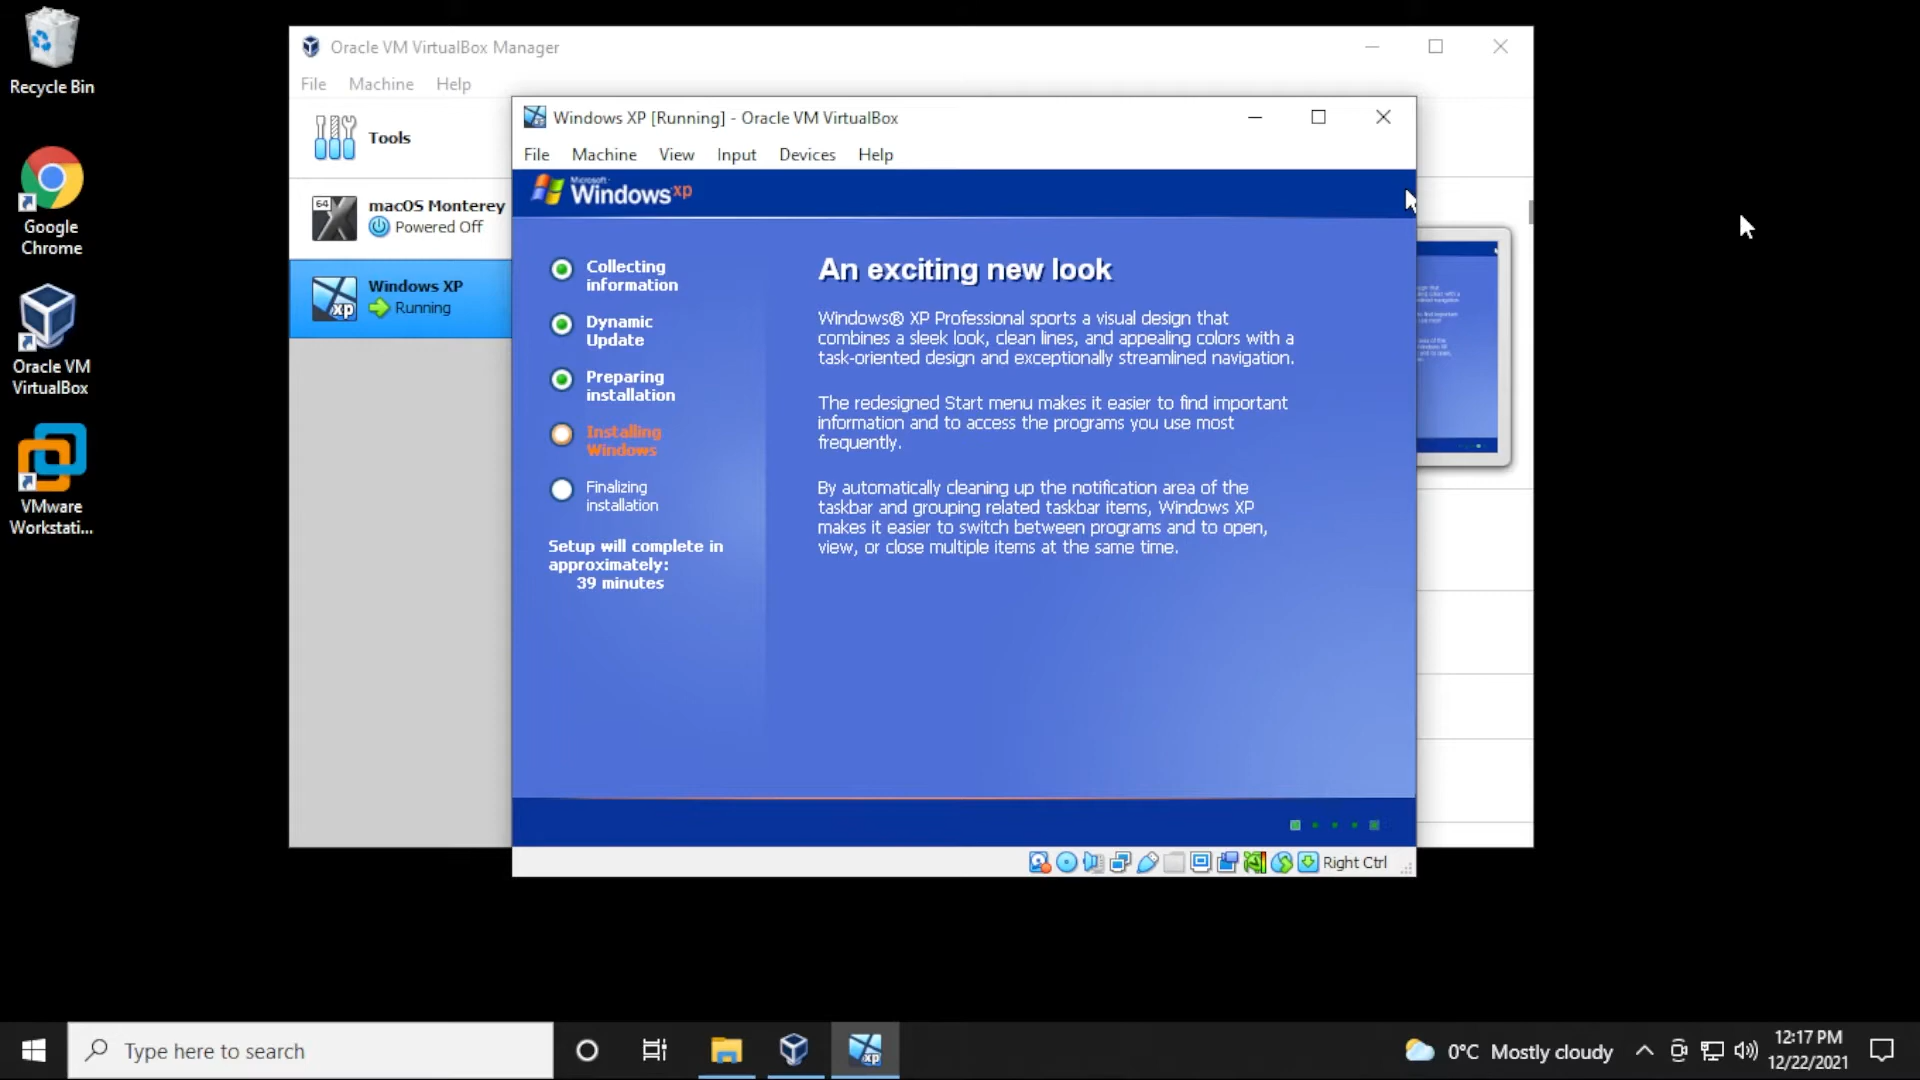 Recycle Bin
Google
Chrome
Oracle VM
VirtualBox
VMware
Workstati...
Oracle VM VirtualBox Manager
File Machine Help
Tools
64
macOS Monterey
Powered Off
xp
Windows XP
Running
Windows XP [Running] - Oracle VM VirtualBox
File Machine View Input Devices Help
Microsoft
Windows xp
Collecting
information
Dynamic
Update
Preparing
installation
Installing
Windows
Finalizing
installation
Setup will complete in
approximately:
39 minutes
An exciting new look
Windows® XP Professional sports a visual design that
combines a sleek look, clean lines, and appealing colors with a
task-oriented design and exceptionally streamlined navigation.
The redesigned Start menu makes it easier to find important
information and to access the programs you use most
frequently.
By automatically cleaning up the notification area of the
taskbar and grouping related taskbar items, Windows XP
makes it easier to switch between programs and to open,
view, or close multiple items at the same time.
Right Ctrl
Type here to search
xp
0°C Mostly cloudy
12:17 PM
12/22/2021